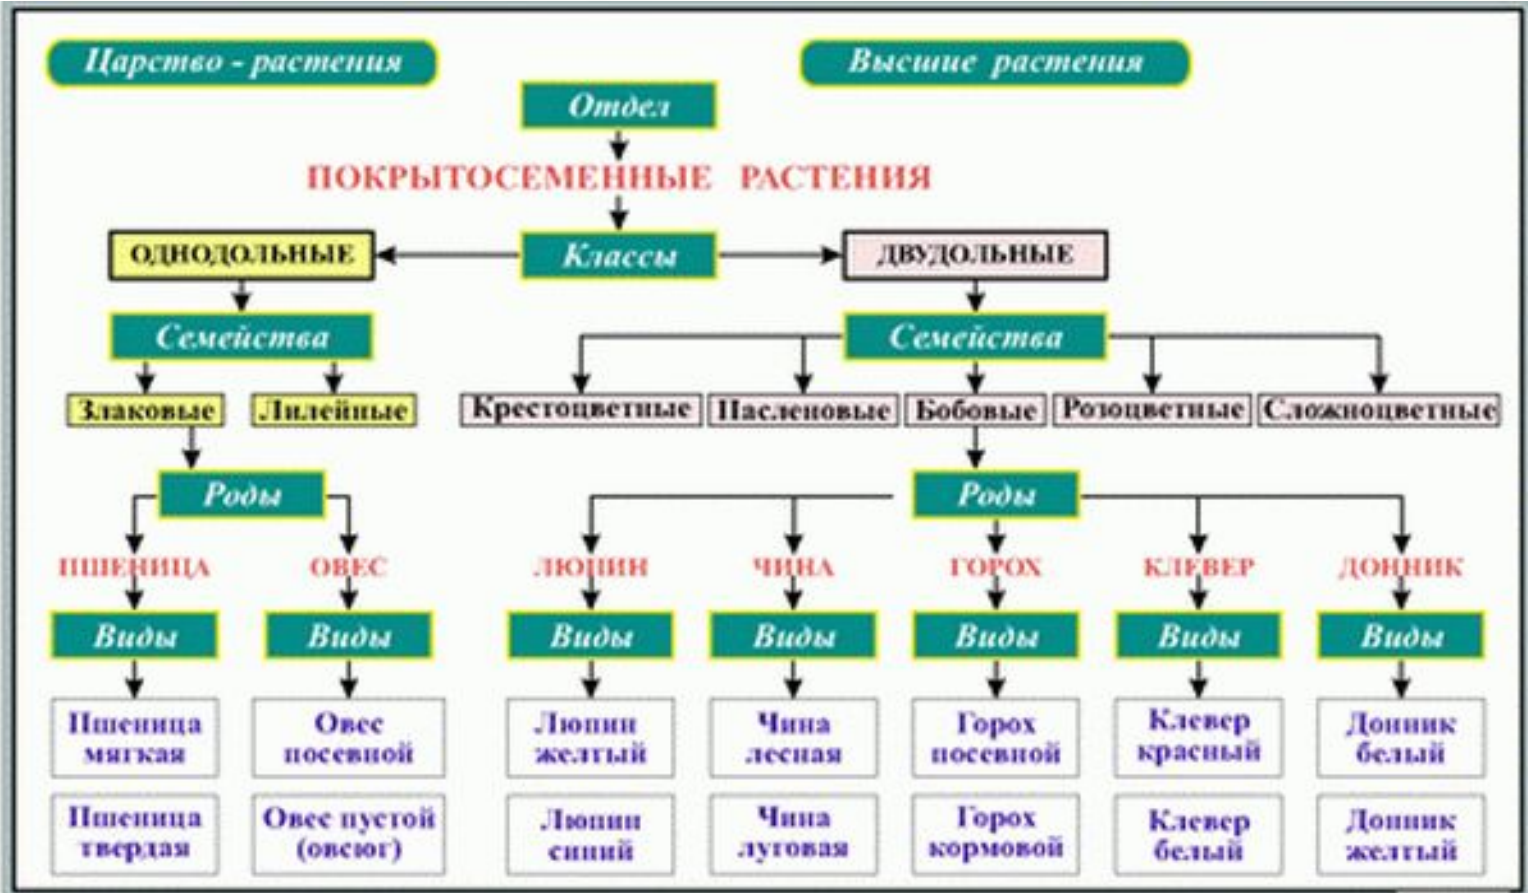 Царство - растения
Высшие растения
Отдел
ПОКРЫТОСЕМЕННЫЕ РАСТЕНИЯ
ОДНОДОЛЬНЫЕ
Классы
ДВУДОЛЬНЫЕ
Семейства
Семейства
Злаковые
Лилейные
Крестоцветные
Пасленовые
Бобовые
Розоцветные
Сложноцветные
Роды
Роды
ПШЕНИЦА
ОВЕС
ЛЮПИН
ЧИНА
ГОРОХ
КЛЕВЕР
ДОННИК
Виды
Виды
Виды
Виды
Виды
Виды
Виды
Пшеница
мягкая
Овес
посевной
Люпин
желтый
Чина
лесная
Горох
посевной
Клевер
красный
Донник
белый
Пшеница
твердая
Овес пустой
(овсюг)
Люпин
синий
Чина
луговая
Горох
кормовой
Клевер
белый
Донник
желтый